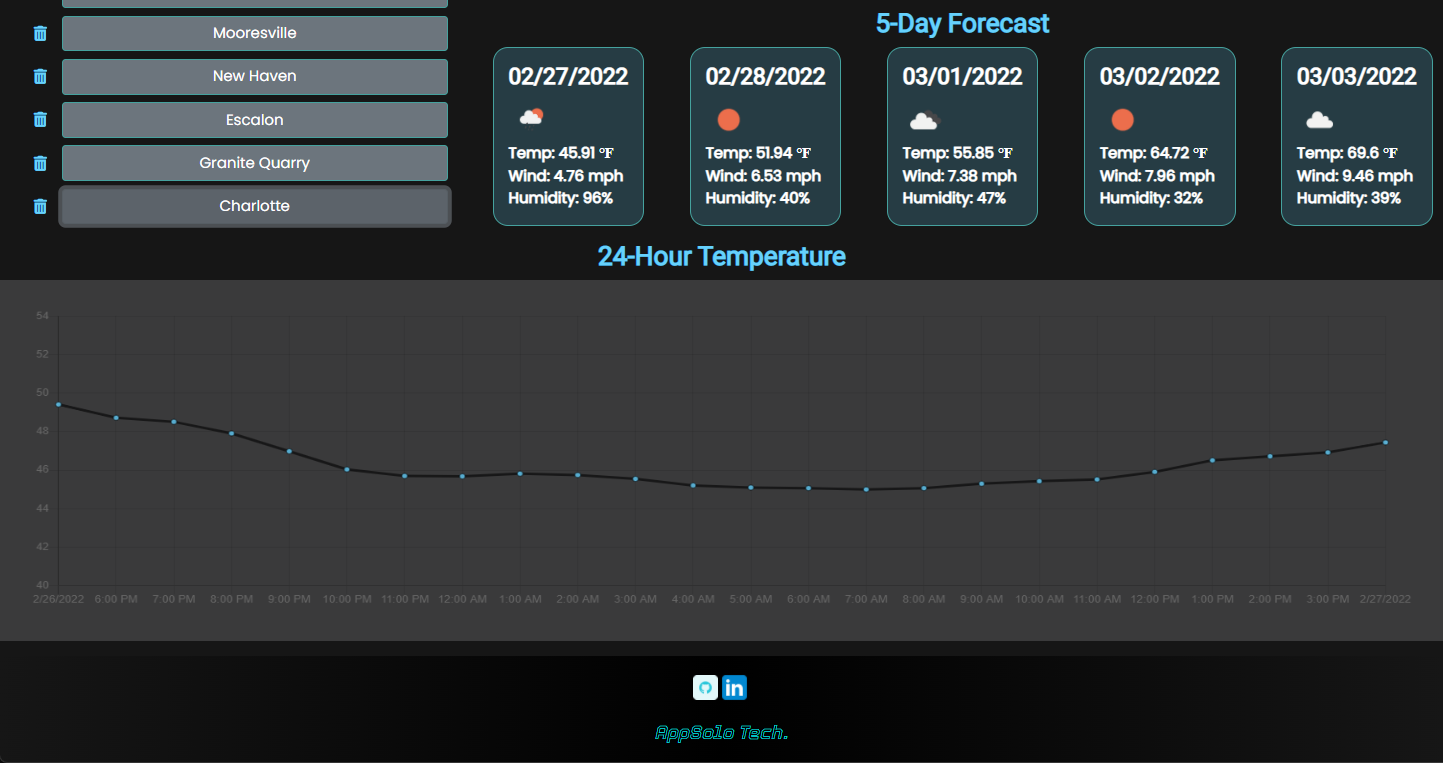 Mooresville
New Haven
Escalon
Granite Quarry
Charlotte
5-Day Forecast
02/27/2022
Temp: 45.91 °F
Wind: 4.76 mph
Humidity: 96%
02/28/2022
Temp: 51.94 °F
Wind: 6.53 mph
Humidity: 40%
03/01/2022
Temp: 55.85 °F
Wind: 7.38 mph
Humidity: 47%
03/02/2022
Temp: 64.72 °F
Wind: 7.96 mph
Humidity: 32%
03/03/2022
Temp: 69.6 °F
Wind: 9.46 mph
Humidity: 39%
24-Hour Temperature
54
52
50
48
46
44
42
40
2/26/2022 6:00 PM 7:00 PM 8:00 PM 9:00 PM 10:00 PM 11:00 PM 12:00 AM 1:00 AM 2:00 AM 3:00 AM 4:00 AM 5:00 AM 6:00 AM 7:00 AM 8:00 AM 9:00 AM 10:00 AM 11:00 AM 12:00 PM 1:00 PM 2:00 PM 3:00 PM 2/27/2022
in
AppSolo Tech.